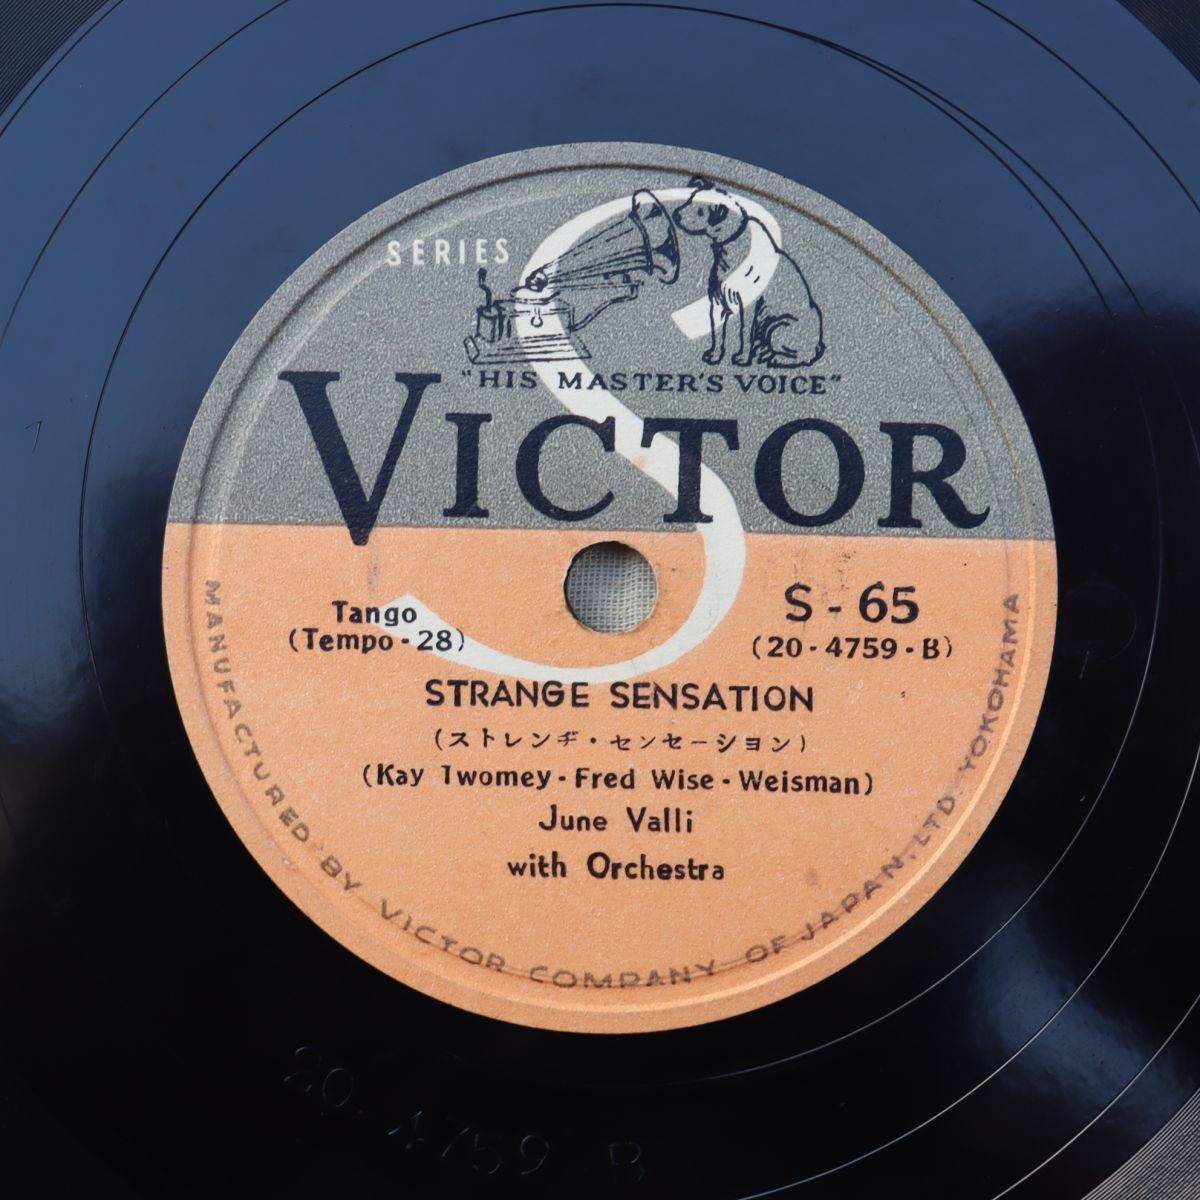 SERIES
S
"HIS MASTER'S VOICE"
VICTOR
Tango
(Tempo - 28)
S - 65
(20 - 4759 - B)
STRANGE SENSATION
(ストレンヂ・センセーション)
(Kay Twomey - Fred Wise - Weisman)
June Valli
with Orchestra
MANUFACTURED BY VICTOR COMPANY OF JAPAN, LTD. YOKOHAMA
20. 4759 B